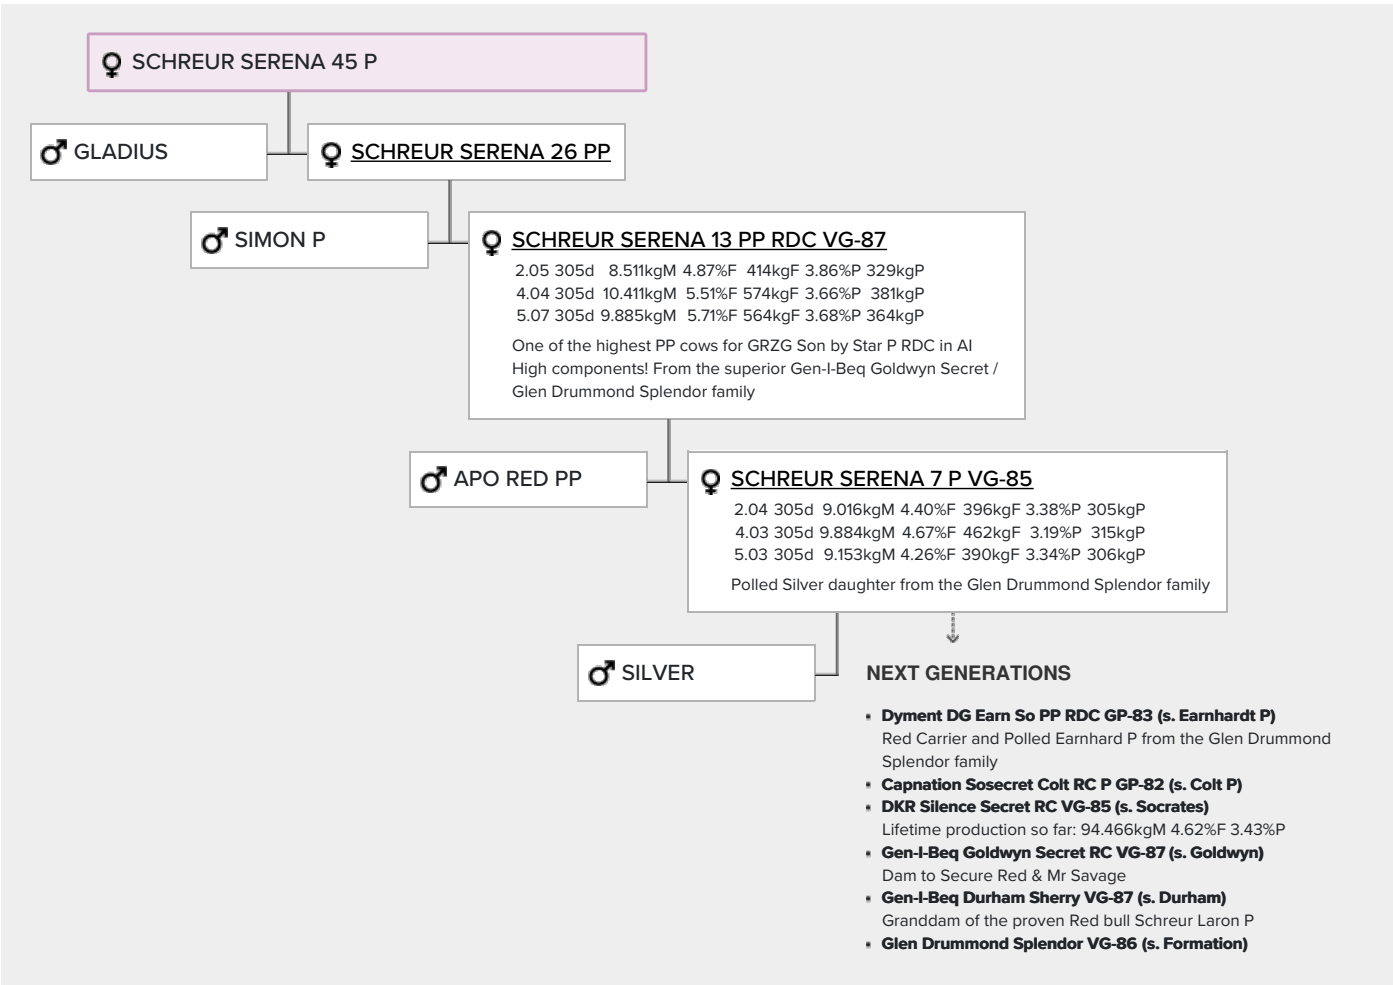 SCHREUR SERENA 45 P
GLADIUS
SCHREUR SERENA 26 PP
SIMON P
SCHREUR SERENA 13 PP RDC VG-87
2.05 305d 8.511kgM 4.87%F 414kgF 3.86%P 329kgP
4.04 305d 10.411kgM 5.51%F 574kgF 3.66%P 381kgP
5.07 305d 9.885kgM 5.71%F 564kgF 3.68%P 364kgP
One of the highest PP cows for GRZG Son by Star P RDC in AI
High components! From the superior Gen-I-Beq Goldwyn Secret /
Glen Drummond Splendor family
APO RED PP
SCHREUR SERENA 7 P VG-85
2.04 305d 9.016kgM 4.40%F 396kgF 3.38%P 305kgP
4.03 305d 9.884kgM 4.67%F 462kgF 3.19%P 315kgP
5.03 305d 9.153kgM 4.26%F 390kgF 3.34%P 306kgP
Polled Silver daughter from the Glen Drummond Splendor family
SILVER
NEXT GENERATIONS
Dyment DG Earn So PP RDC GP-83 (s. Earnhardt P)
Red Carrier and Polled Earnhard P from the Glen Drummond
Splendor family
Capnation Sosecret Colt RC P GP-82 (s. Colt P)
DKR Silence Secret RC VG-85 (s. Socrates)
Lifetime production so far: 94.466kgM 4.62%F 3.43%P
Gen-I-Beq Goldwyn Secret RC VG-87 (s. Goldwyn)
Dam to Secure Red & Mr Savage
Gen-I-Beq Durham Sherry VG-87 (s. Durham)
Granddam of the proven Red bull Schreur Laron P
Glen Drummond Splendor VG-86 (s. Formation)